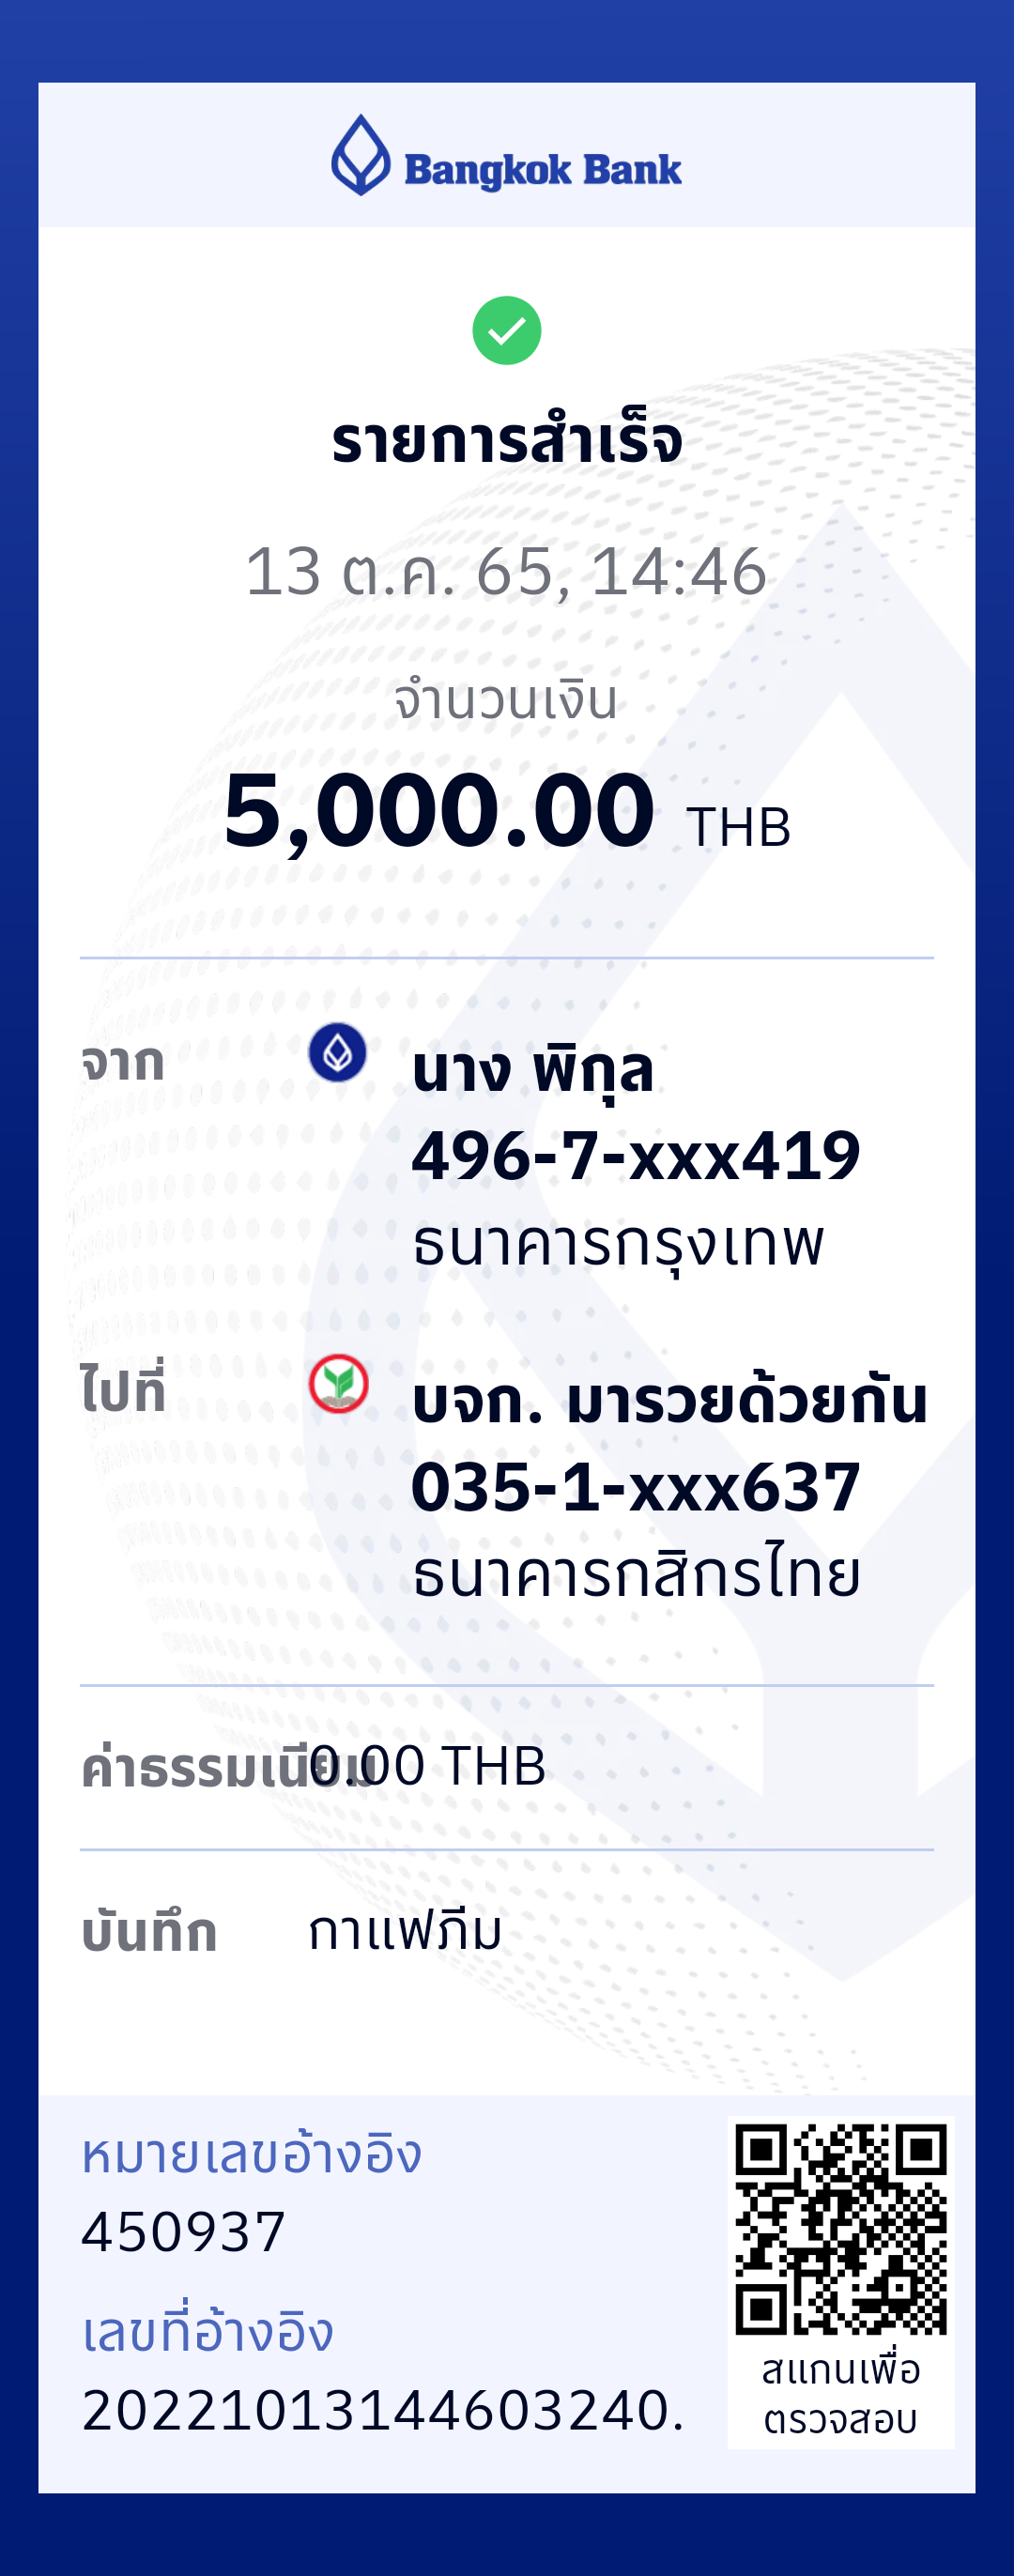 Bangkok Bank
รายการสำเร็จ
13 ต.ค. 65, 14:46
จำนวนเงิน
5,000.00 THB
จาก
นาง พิกุล
496-7-xxx419
ธนาคารกรุงเทพ
ไปที่
บจก. มารวยด้วยกัน
035-1-xxx637
ธนาคารกสิกรไทย
ค่าธรรมเนียม 0.00 THB
บันทึก กาแฟภีม
หมายเลขอ้างอิง
450937
เลขที่อ้างอิง
20221013144603240.
สแกนเพื่อ
ตรวจสอบ